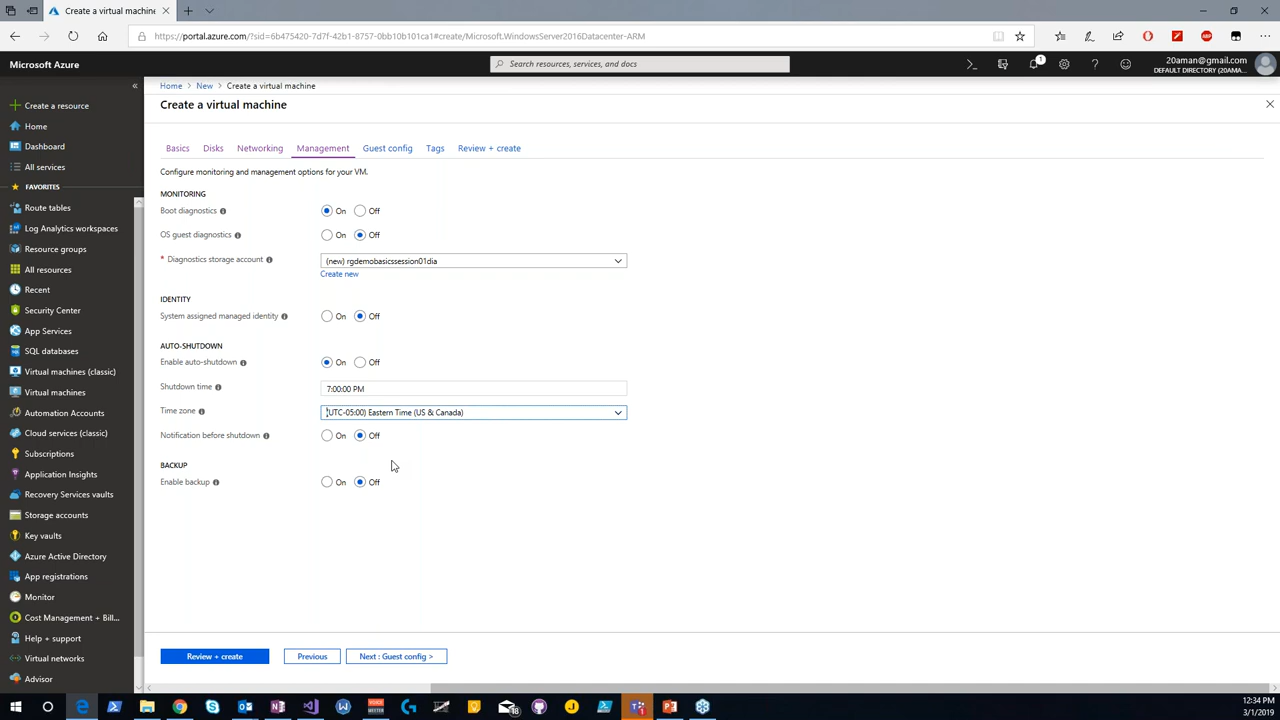 Create a virtual machine
https://portal.azure.com/?sid=6b475420-7d7f-42b1-8757-0bb10b101ca1#create/Microsoft.WindowsServer2016Datacenter-ARM
Microsoft Azure
Search resources, services, and docs
1
20aman@gmail.com
DEFAULT DIRECTORY (20AMA...
Create a resource
Home
Dashboard
All services
FAVORITES
Route tables
Log Analytics workspaces
Resource groups
All resources
Recent
Security Center
App Services
SQL databases
Virtual machines (classic)
Virtual machines
Automation Accounts
Cloud services (classic)
Subscriptions
Application Insights
Recovery Services vaults
Storage accounts
Key vaults
Azure Active Directory
App registrations
Monitor
Cost Management + Bill...
Help + support
Virtual networks
Advisor
Home > New > Create a virtual machine
Create a virtual machine
Basics Disks Networking Management Guest config Tags Review + create
Configure monitoring and management options for your VM.
MONITORING
Boot diagnostics On Off
OS guest diagnostics On Off
* Diagnostics storage account (new) rgdemobasicssession01dia
Create new
IDENTITY
System assigned managed identity On Off
AUTO-SHUTDOWN
Enable auto-shutdown On Off
Shutdown time 7:00:00 PM
Time zone (UTC-05:00) Eastern Time (US & Canada)
Notification before shutdown On Off
BACKUP
Enable backup On Off
Review + create Previous Next : Guest config >
12:34 PM
3/1/2019